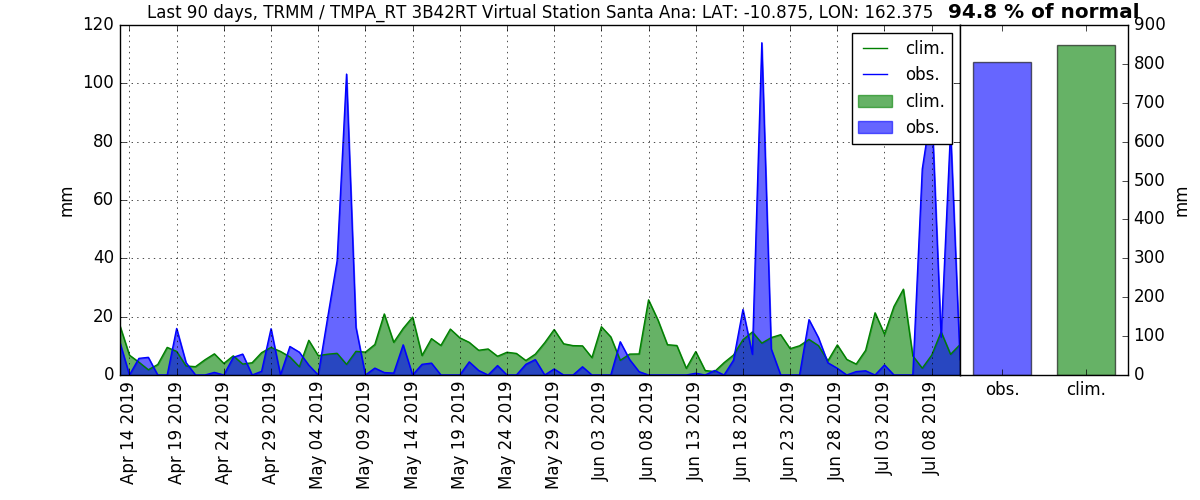 Last 90 days, TRMM / TMPA_RT 3B42RT Virtual Station Santa Ana: LAT: -10.875, LON: 162.375
94.8 % of normal
120
100
80
60
40
20
0
mm
clim.
obs.
clim.
obs.
900
800
700
600
500
400
300
200
100
0
mm
obs.
clim.
Apr 14 2019
Apr 19 2019
Apr 24 2019
Apr 29 2019
May 04 2019
May 09 2019
May 14 2019
May 19 2019
May 24 2019
May 29 2019
Jun 03 2019
Jun 08 2019
Jun 13 2019
Jun 18 2019
Jun 23 2019
Jun 28 2019
Jul 03 2019
Jul 08 2019